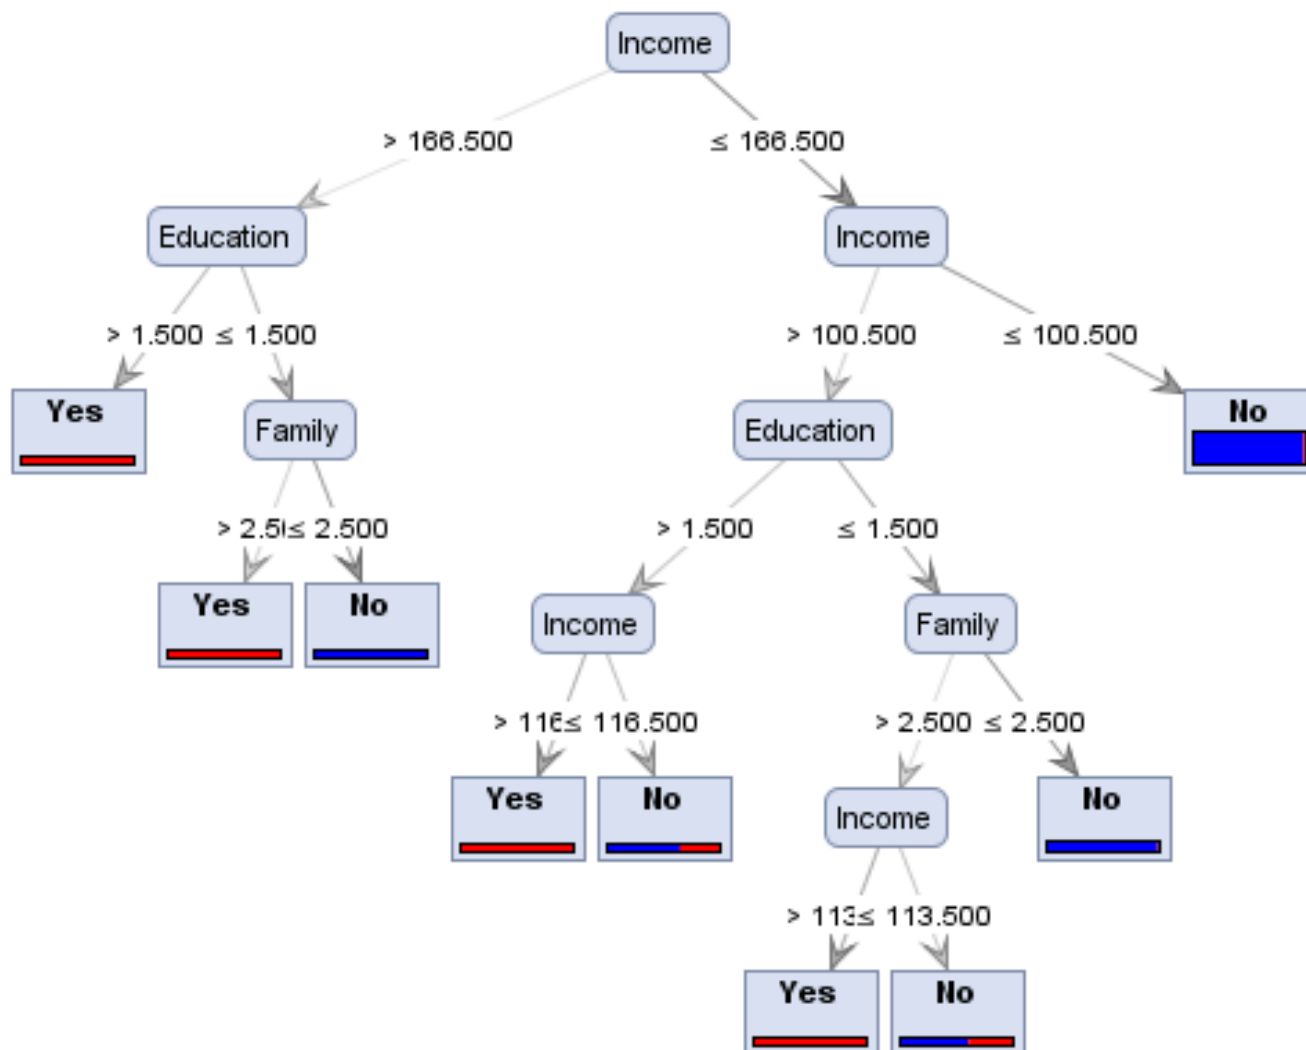 Income
> 166.500
≤ 166.500
Education
Income
> 1.500
≤ 1.500
> 100.500
≤ 100.500
Yes
Family
Education
No
≤ 2.500
> 1.500
≤ 1.500
Yes
No
Income
Family
≤ 116.500
> 2.500
≤ 2.500
Yes
No
Income
No
≤ 113.500
Yes
No